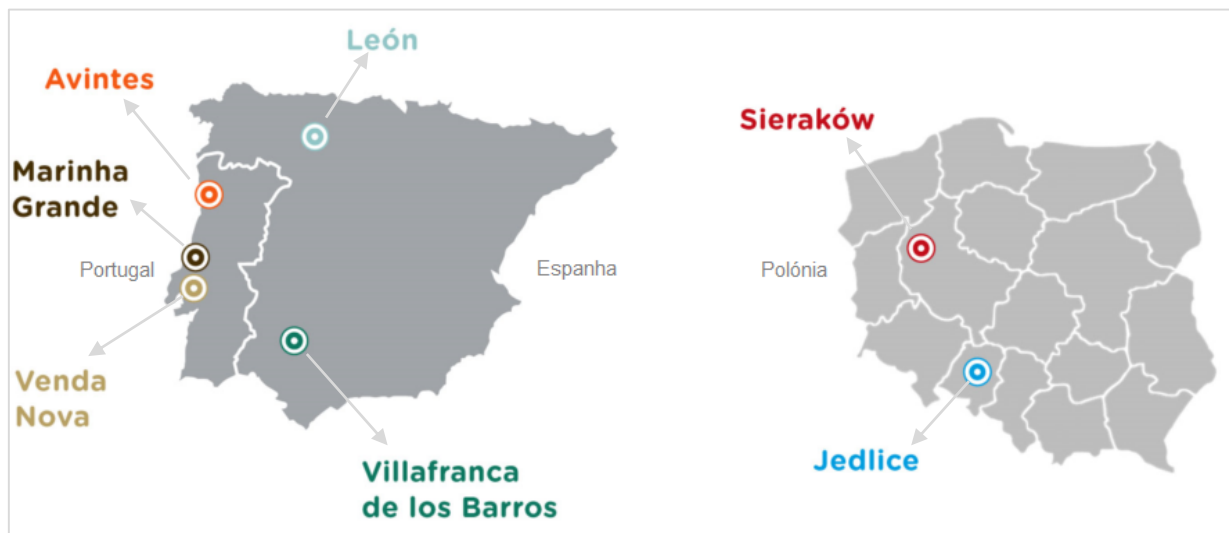 León
Avintes
Marinha
Grande
Portugal
Espanha
Venda
Nova
Villafranca
de los Barros
Sieraków
Polónia
Jedlice